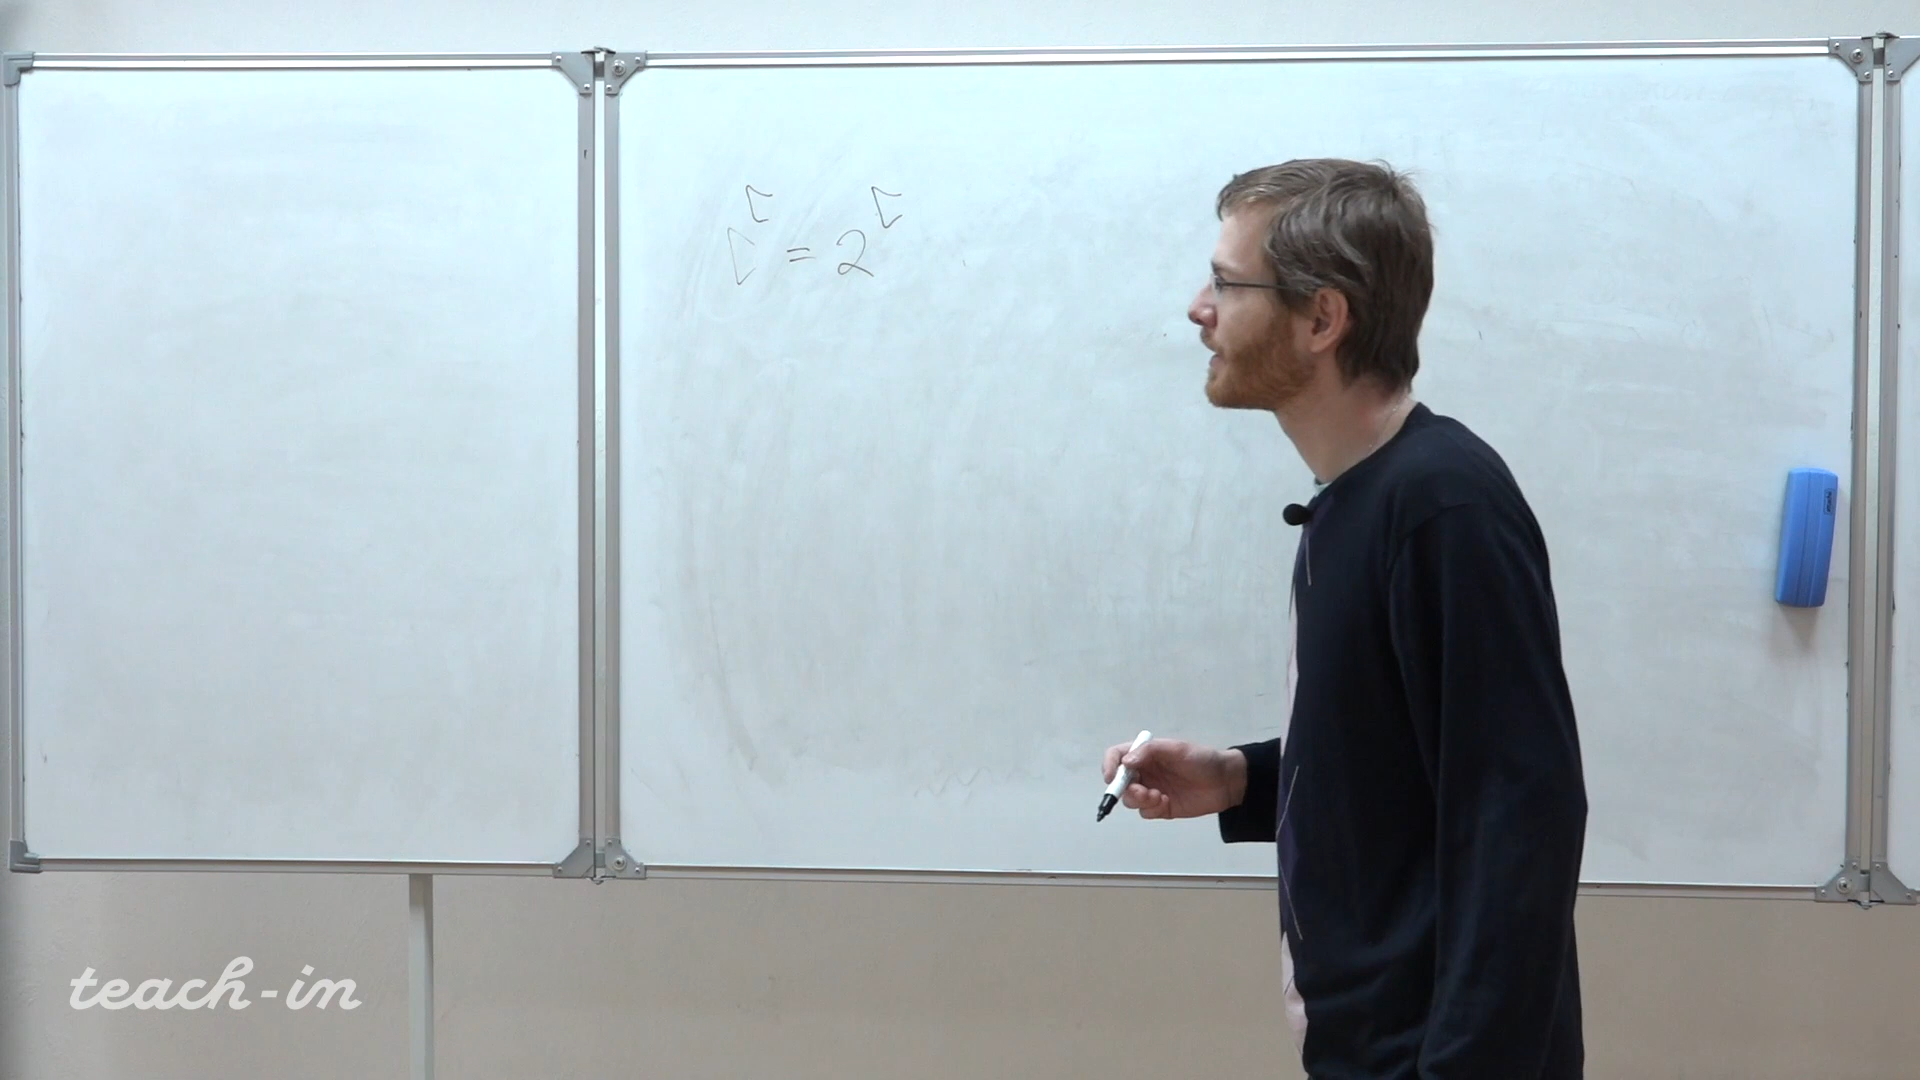 𝔠^𝔠 = 2^𝔠
teach-in